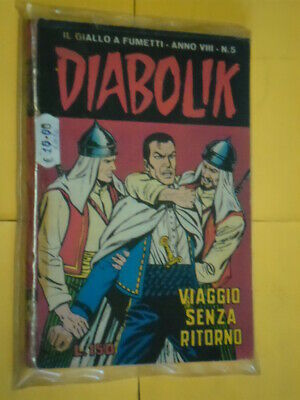 IL GIALLO A FUMETTI - ANNO VIII - N.5
DIABOLIK
€ 10.00
VIAGGIO
SENZA
RITORNO
L. 150